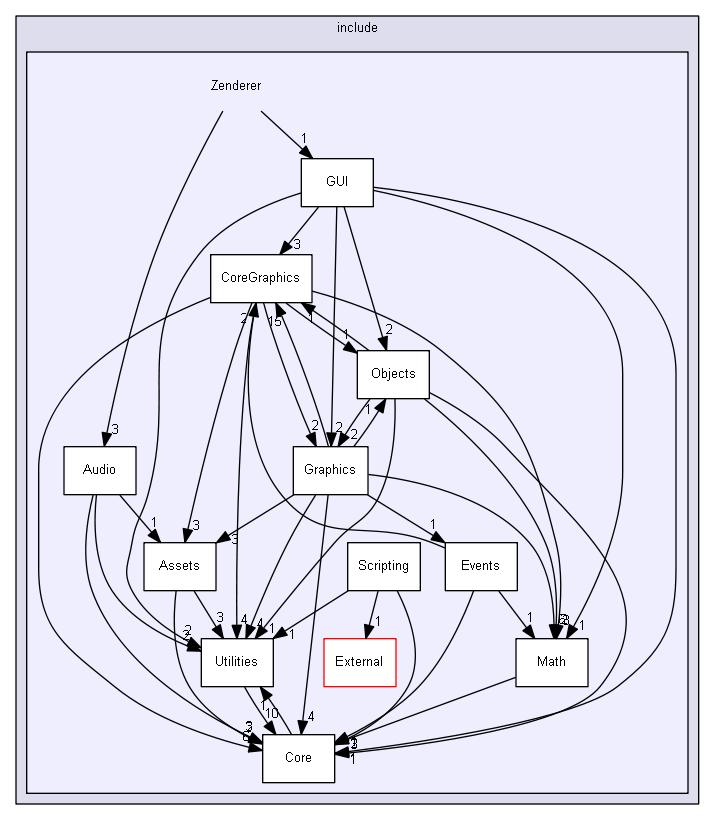 include
Zenderer
1
GUI
3
CoreGraphics
2
15
1
1
2
Objects
3
2
2
1
2
Audio
Graphics
1
3
3
1
Assets
Scripting
Events
3
4
4
1
1
1
1
1
Utilities
External
Math
1
10
4
Core
1